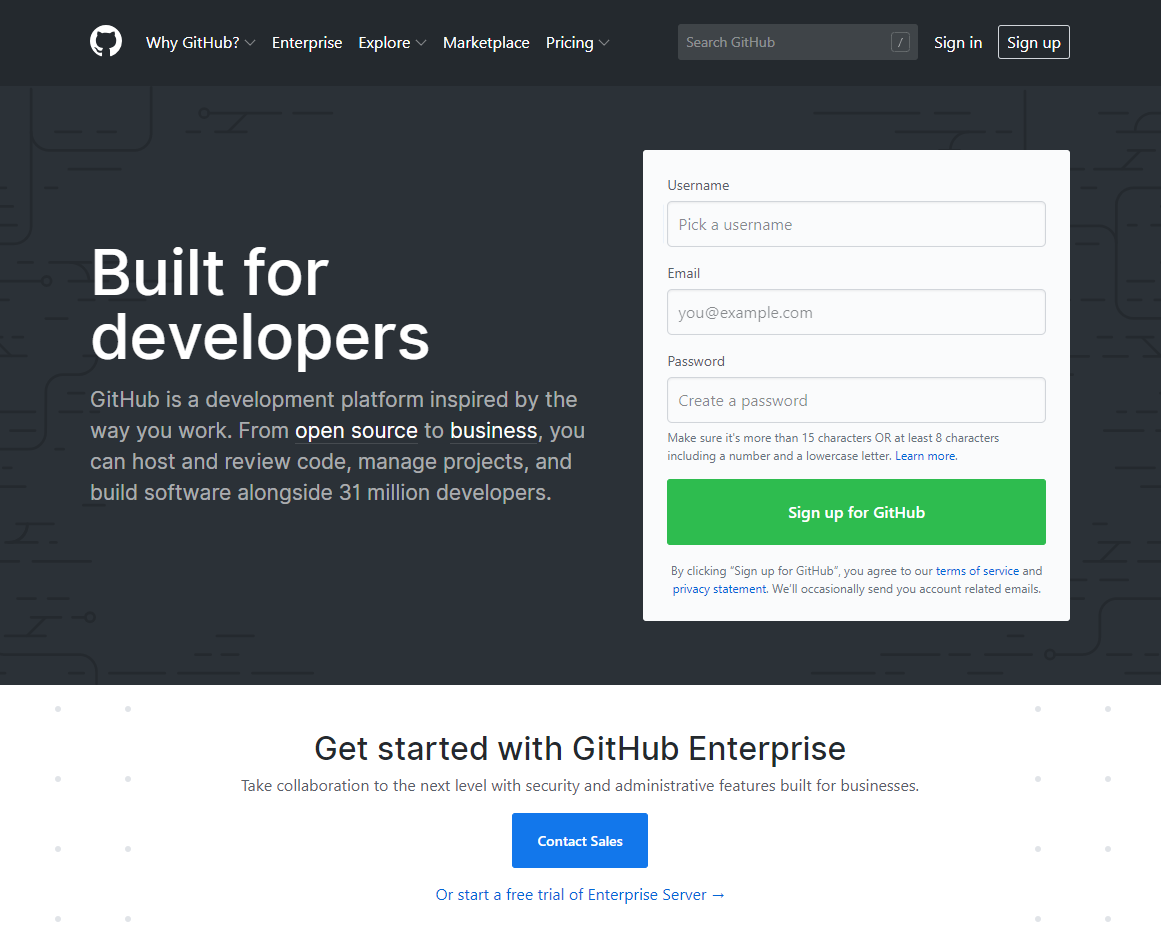 Why GitHub? Enterprise Explore Marketplace Pricing Search GitHub / Sign in Sign up
Built for
developers
GitHub is a development platform inspired by the
way you work. From open source to business, you
can host and review code, manage projects, and
build software alongside 31 million developers.
Username
Pick a username
Email
you@example.com
Password
Create a password
Make sure it's more than 15 characters OR at least 8 characters
including a number and a lowercase letter. Learn more.
Sign up for GitHub
By clicking “Sign up for GitHub”, you agree to our terms of service and
privacy statement. We’ll occasionally send you account related emails.
Get started with GitHub Enterprise
Take collaboration to the next level with security and administrative features built for businesses.
Contact Sales
Or start a free trial of Enterprise Server →